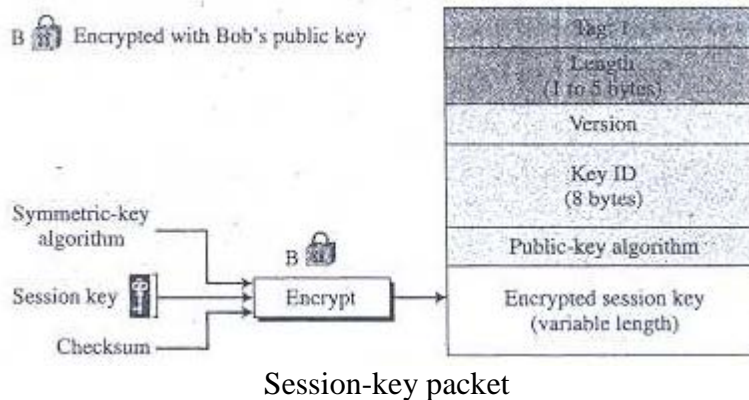 B Encrypted with Bob's public key
Tag: 1
Length
(1 to 5 bytes)
Version
Key ID
(8 bytes)
Public-key algorithm
Encrypted session key
(variable length)
Symmetric-key
algorithm
B
Session key
Encrypt
Checksum
Session-key packet